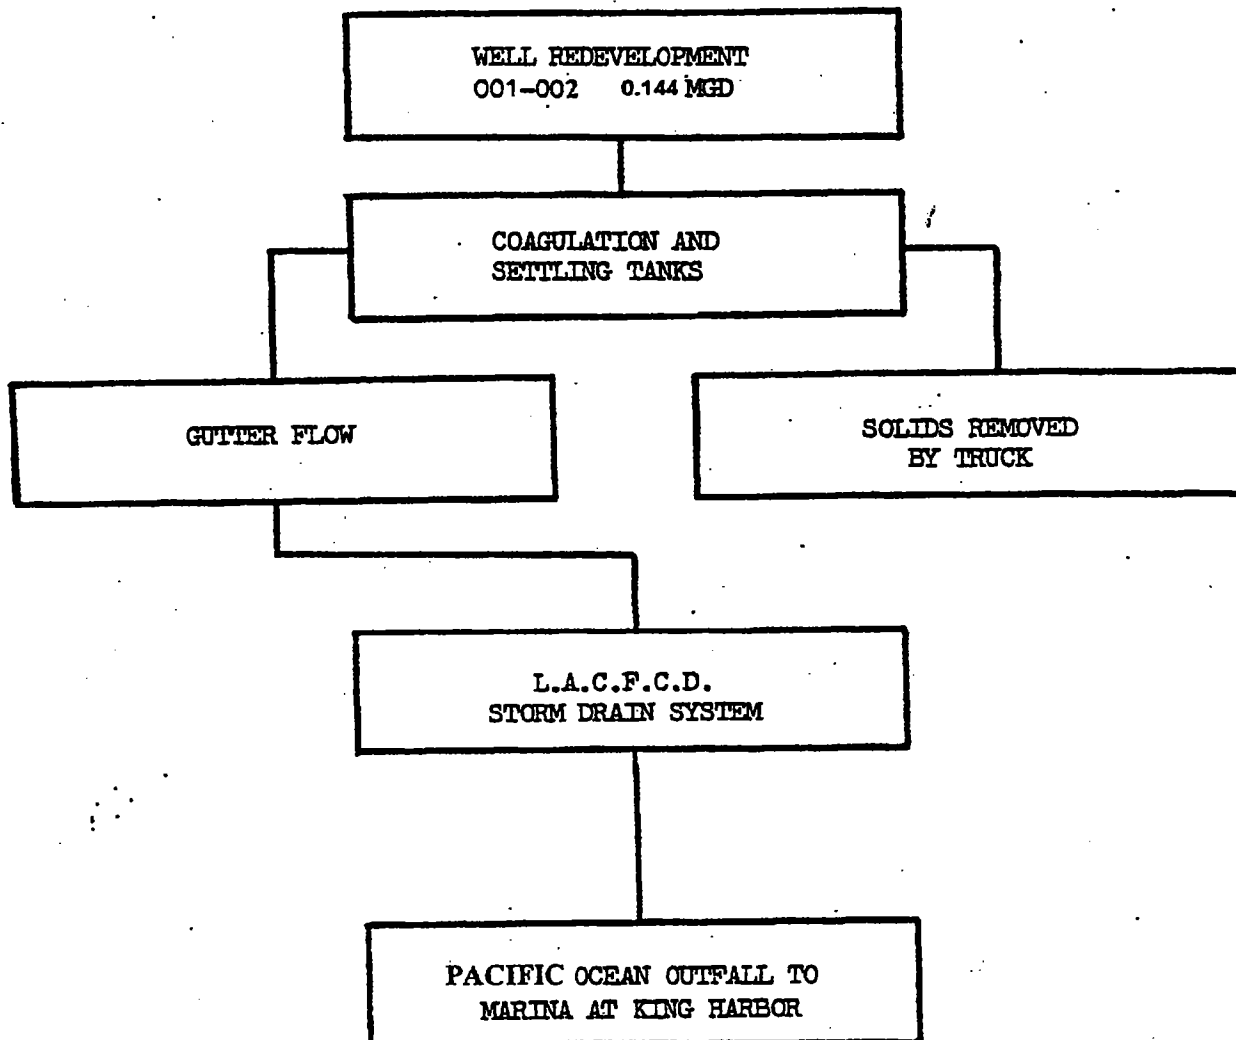 WELL REDEVELOPMENT
001-002 0.144 MGD
COAGULATION AND
SETTLING TANKS
GUTTER FLOW
SOLIDS REMOVED
BY TRUCK
L.A.C.F.C.D.
STORM DRAIN SYSTEM
PACIFIC OCEAN OUTFALL TO
MARINA AT KING HARBOR